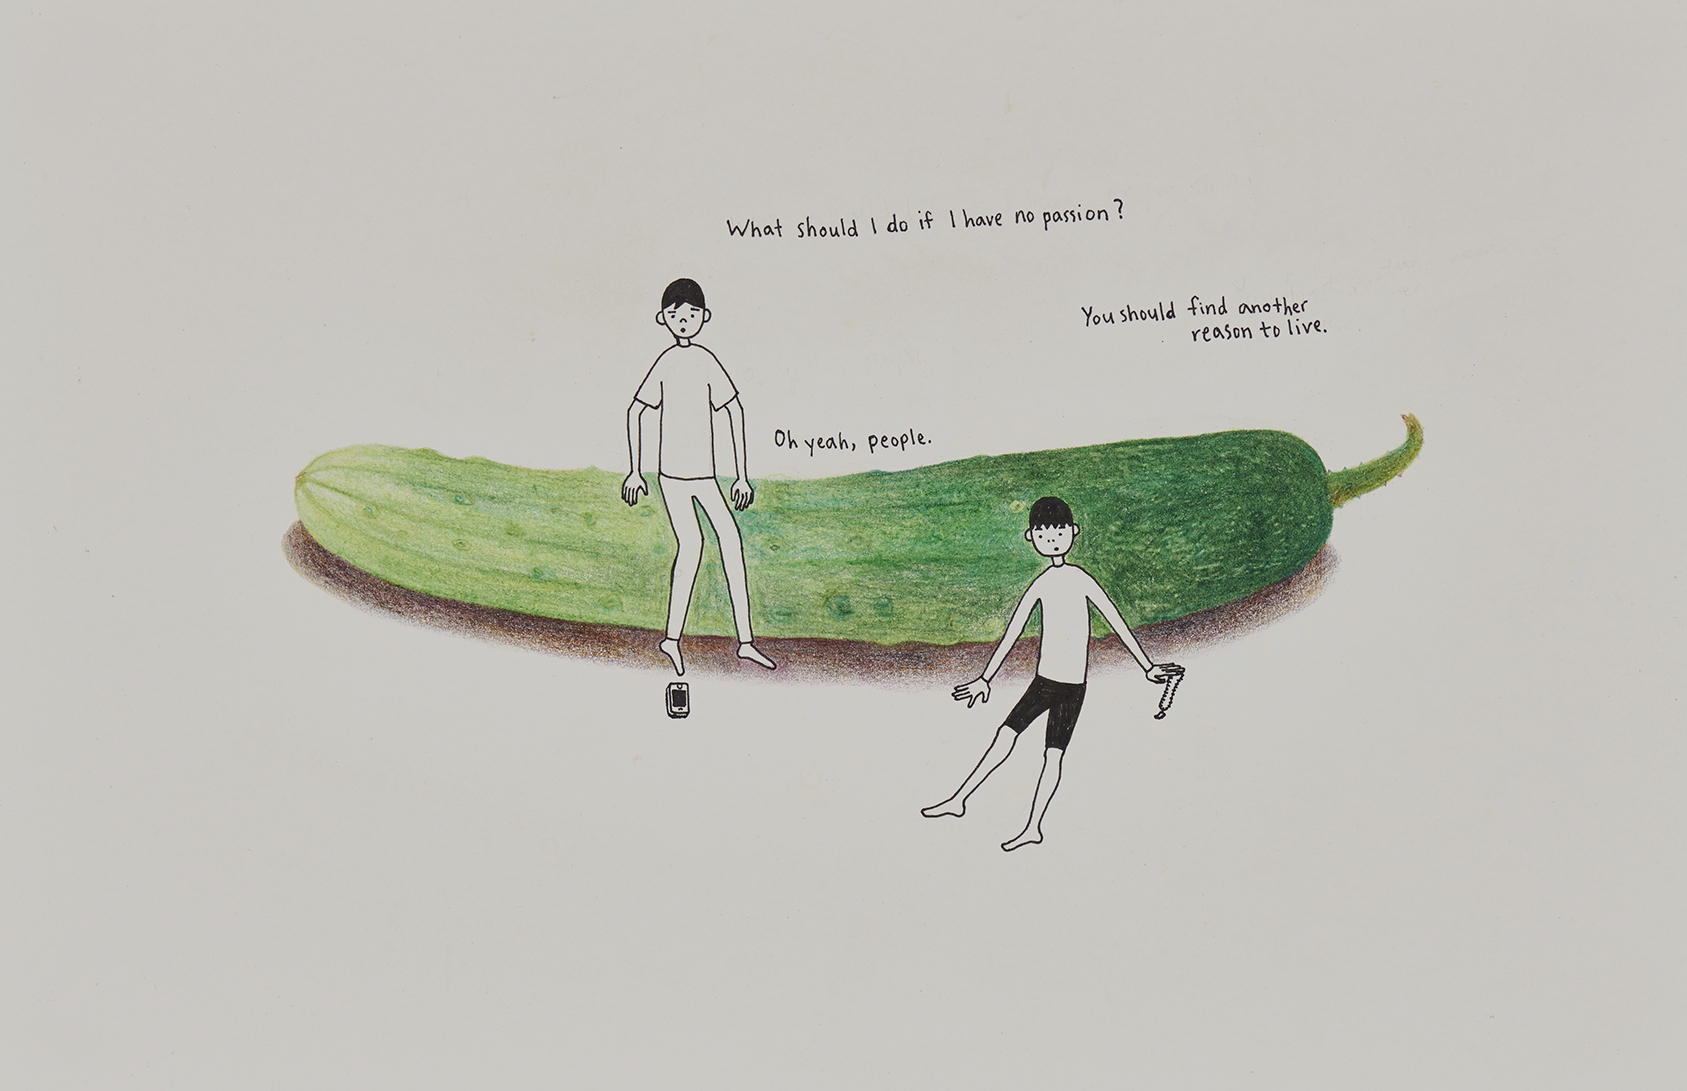 What should I do if I have no passion?
You should find another
reason to live.
Oh yeah, people.